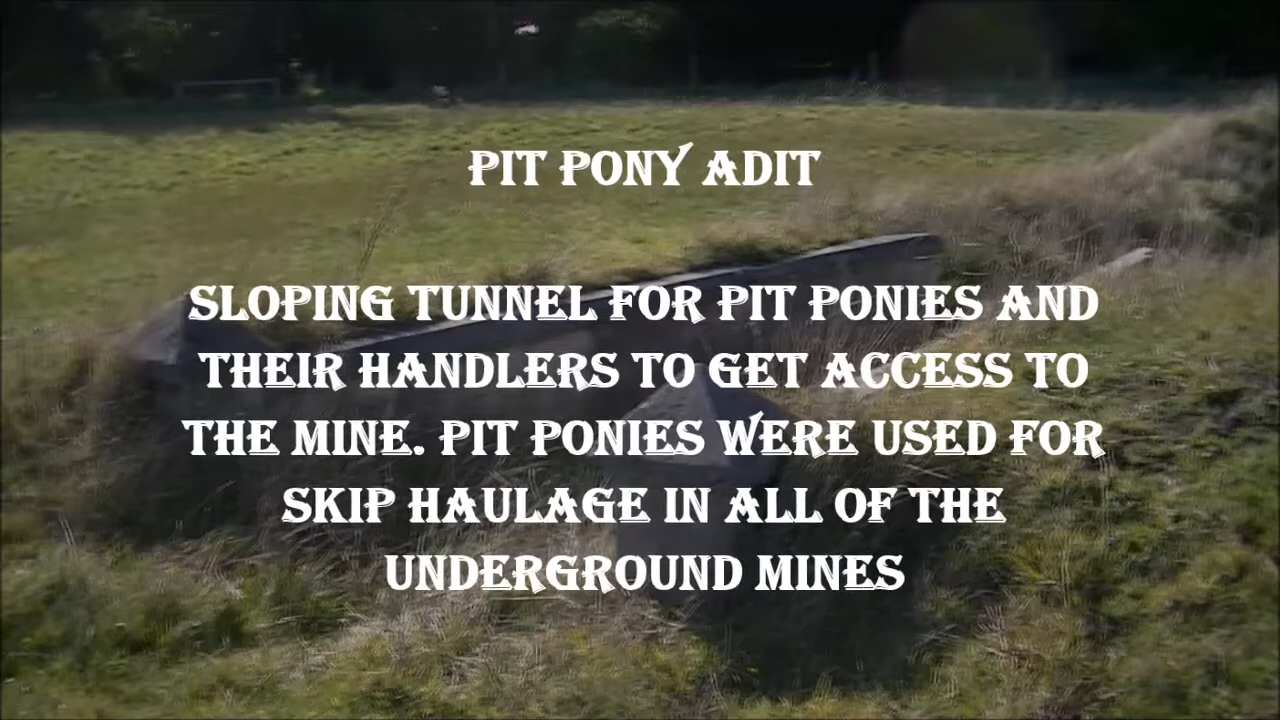 PIT PONY ADIT
SLOPING TUNNEL FOR PIT PONIES AND
THEIR HANDLERS TO GET ACCESS TO
THE MINE. PIT PONIES WERE USED FOR
SKIP HAULAGE IN ALL OF THE
UNDERGROUND MINES